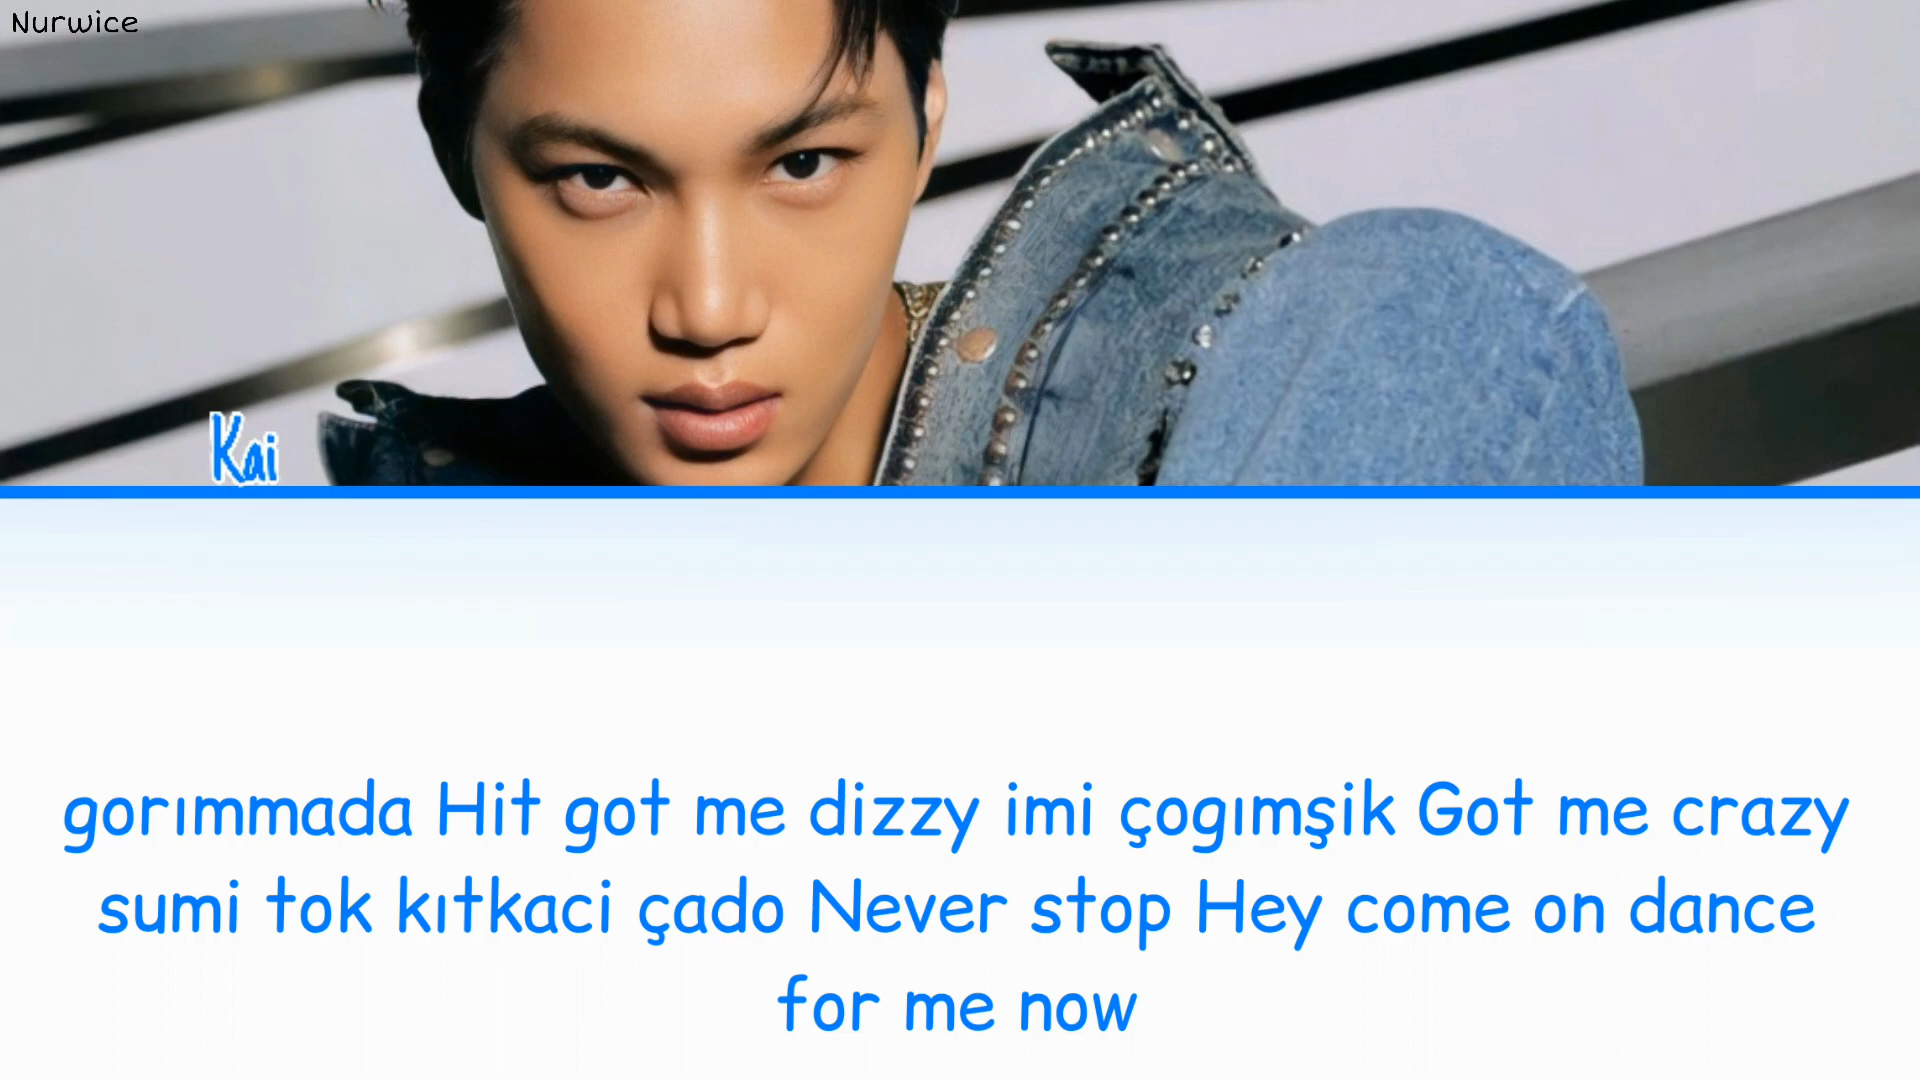 Nurwice
Kai
gorımmada Hit got me dizzy imi çogımşik Got me crazy
sumi tok kıtkaci çado Never stop Hey come on dance
for me now